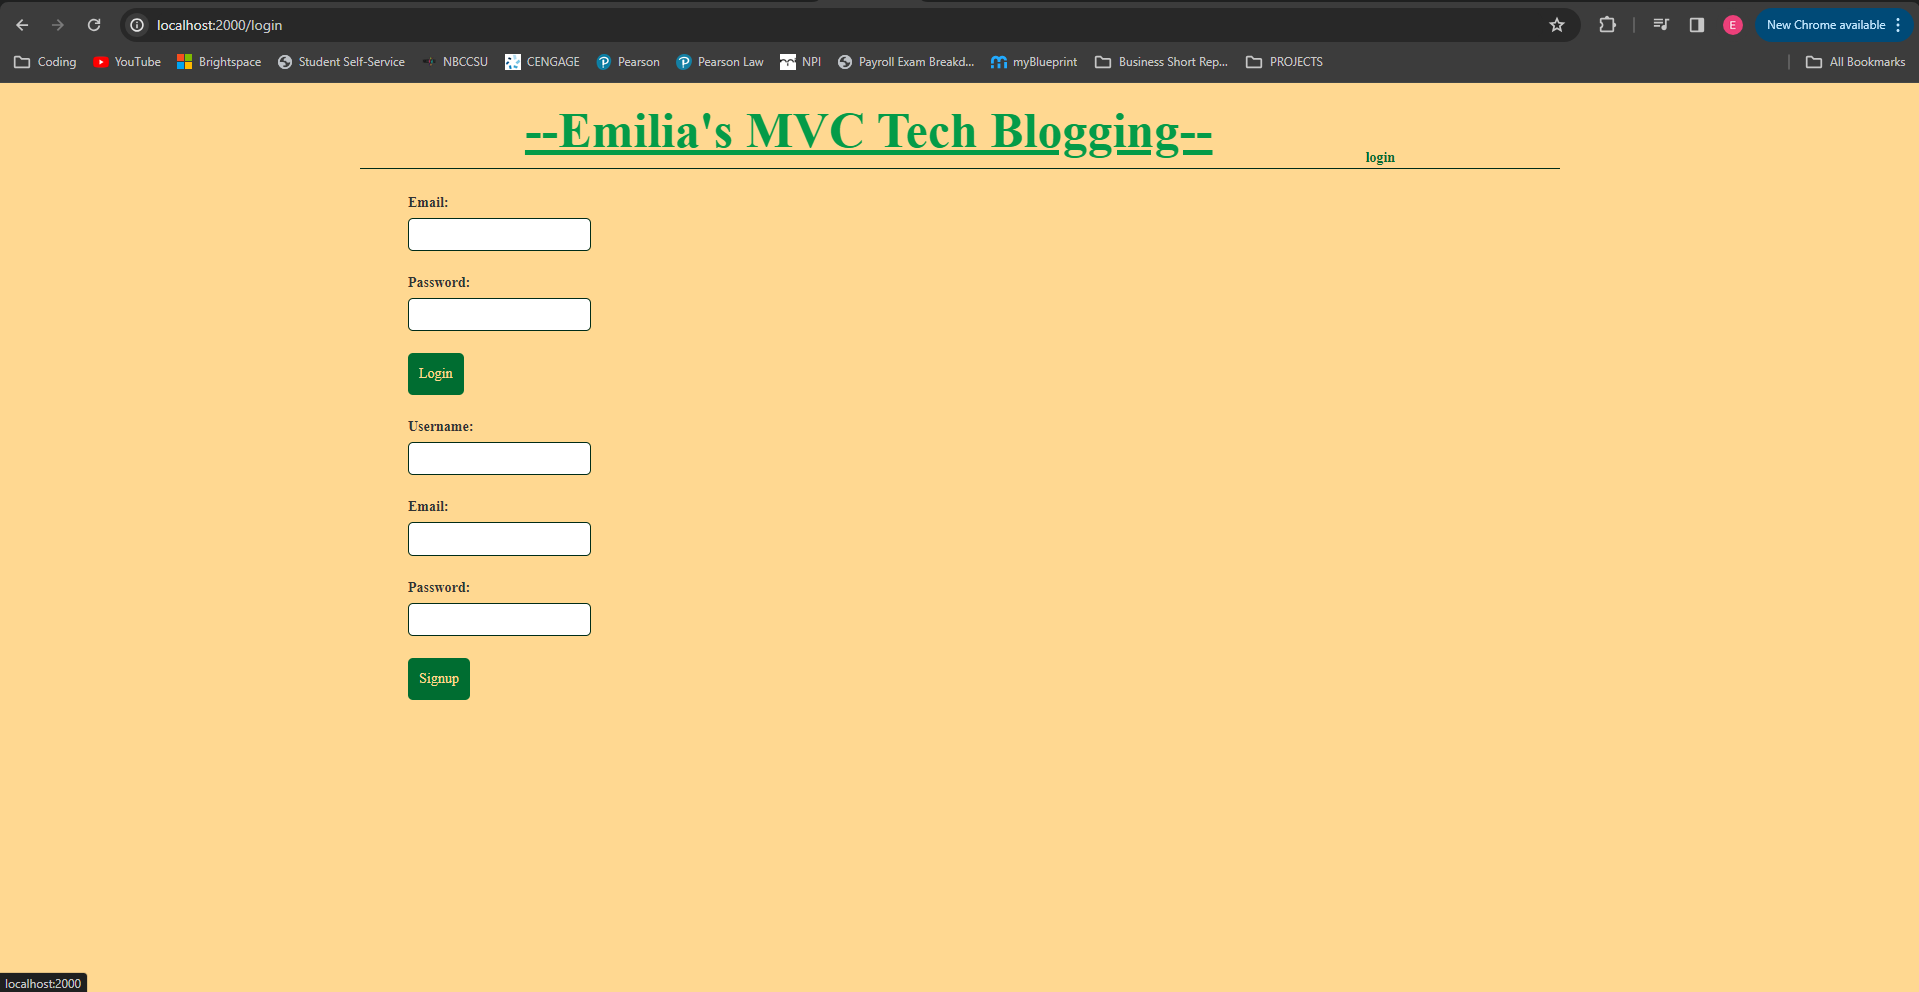 localhost:2000/login
E
New Chrome available
Coding YouTube Brightspace Student Self-Service NBCCSU CENGAGE Pearson Pearson Law NPI Payroll Exam Breakd... myBlueprint Business Short Rep... PROJECTS All Bookmarks
--Emilia's MVC Tech Blogging--
login
Email:
Password:
Login
Username:
Email:
Password:
Signup
localhost:2000